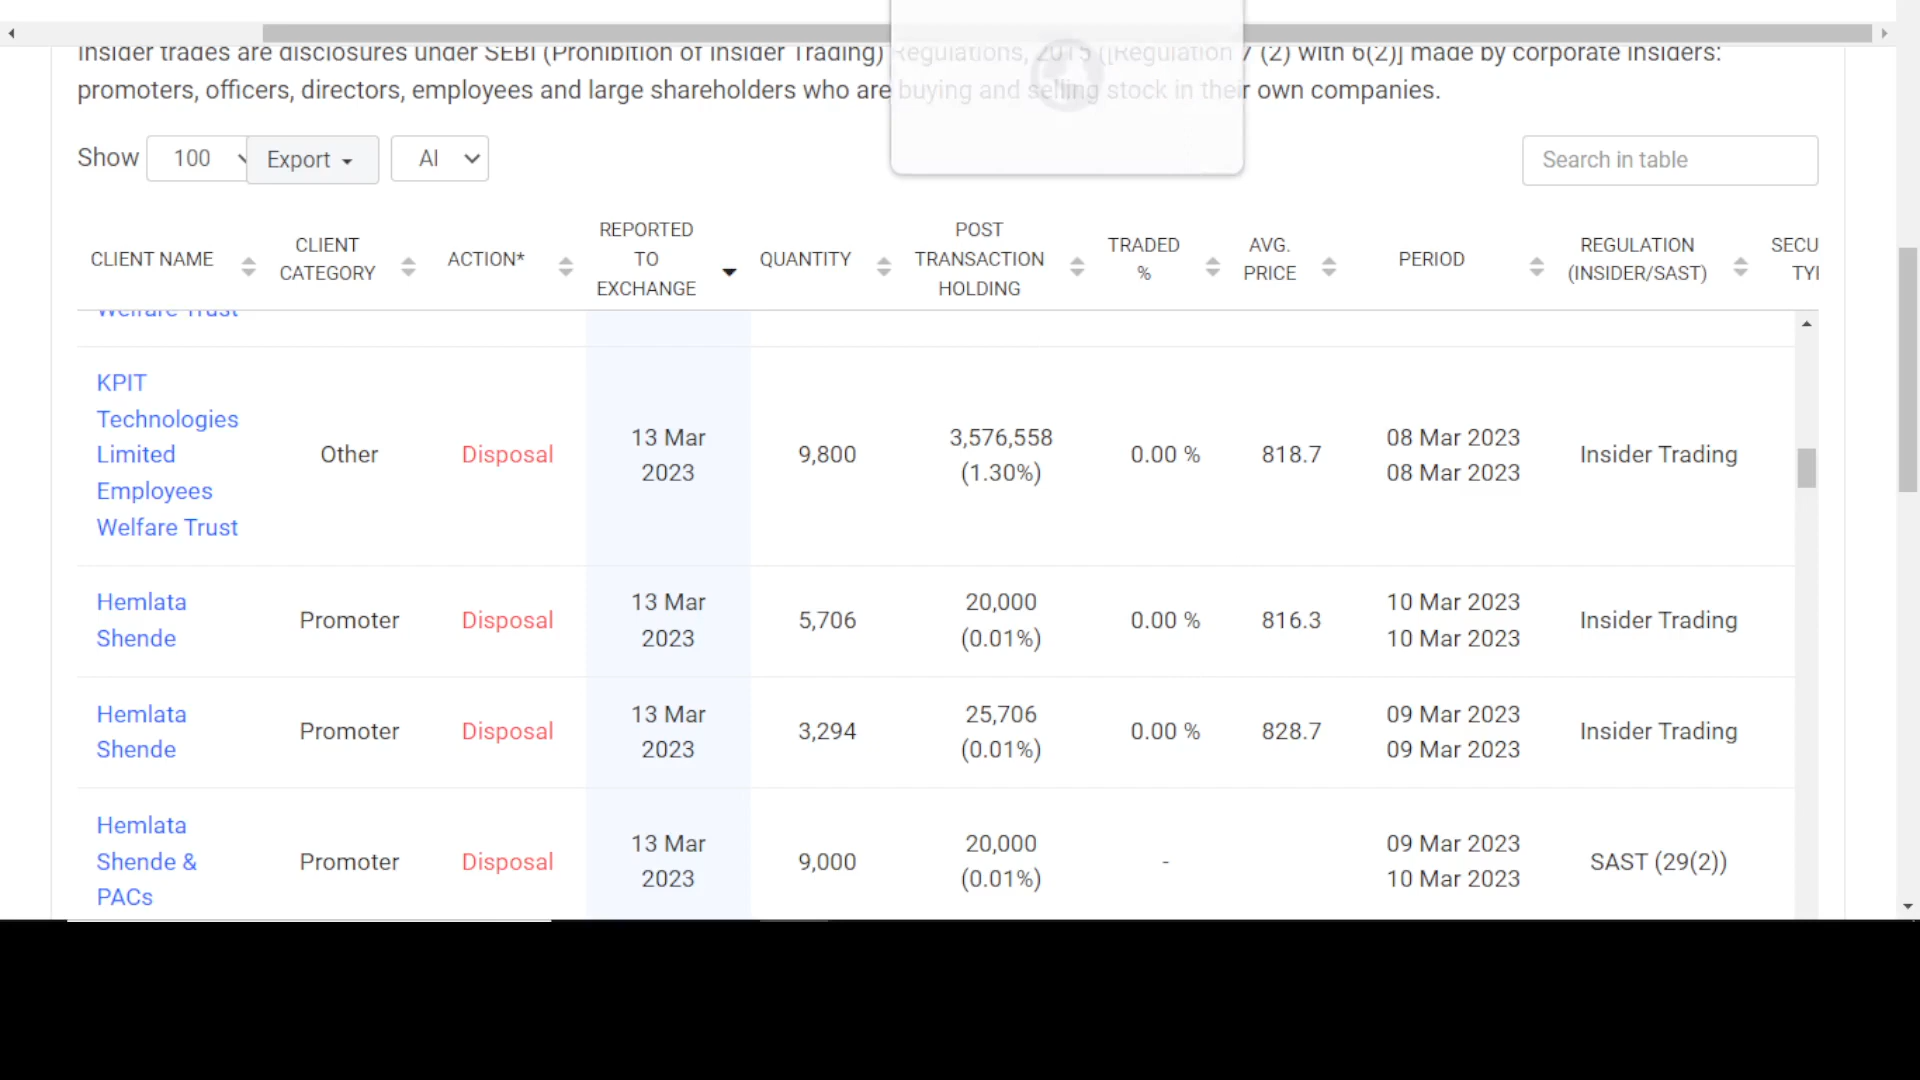 Insider trades are disclosures under SEBI (Prohibition of Insider Trading) Regulations, 2015 ([Regulation 7 (2) with 6(2)] made by corporate insiders:
promoters, officers, directors, employees and large shareholders who are buying and selling stock in their own companies.
Show 100 Export Al Search in table
CLIENT NAME CLIENT CATEGORY ACTION* REPORTED TO EXCHANGE QUANTITY POST TRANSACTION HOLDING TRADED % AVG. PRICE PERIOD REGULATION (INSIDER/SAST) SECU TYI
Welfare Trust
KPIT
Technologies
Limited
Employees
Welfare Trust
Other Disposal 13 Mar 2023 9,800 3,576,558 (1.30%) 0.00 % 818.7 08 Mar 2023 08 Mar 2023 Insider Trading
Hemlata
Shende
Promoter Disposal 13 Mar 2023 5,706 20,000 (0.01%) 0.00 % 816.3 10 Mar 2023 10 Mar 2023 Insider Trading
Hemlata
Shende
Promoter Disposal 13 Mar 2023 3,294 25,706 (0.01%) 0.00 % 828.7 09 Mar 2023 09 Mar 2023 Insider Trading
Hemlata
Shende &
PACs
Promoter Disposal 13 Mar 2023 9,000 20,000 (0.01%) - 09 Mar 2023 10 Mar 2023 SAST (29(2))